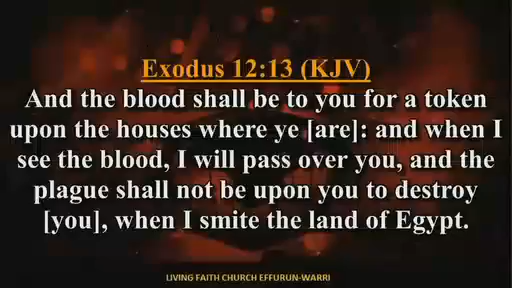 Exodus 12:13 (KJV)
And the blood shall be to you for a token
upon the houses where ye [are]: and when I
see the blood, I will pass over you, and the
plague shall not be upon you to destroy
[you], when I smite the land of Egypt.
LIVING FAITH CHURCH EFFURUN-WARRI